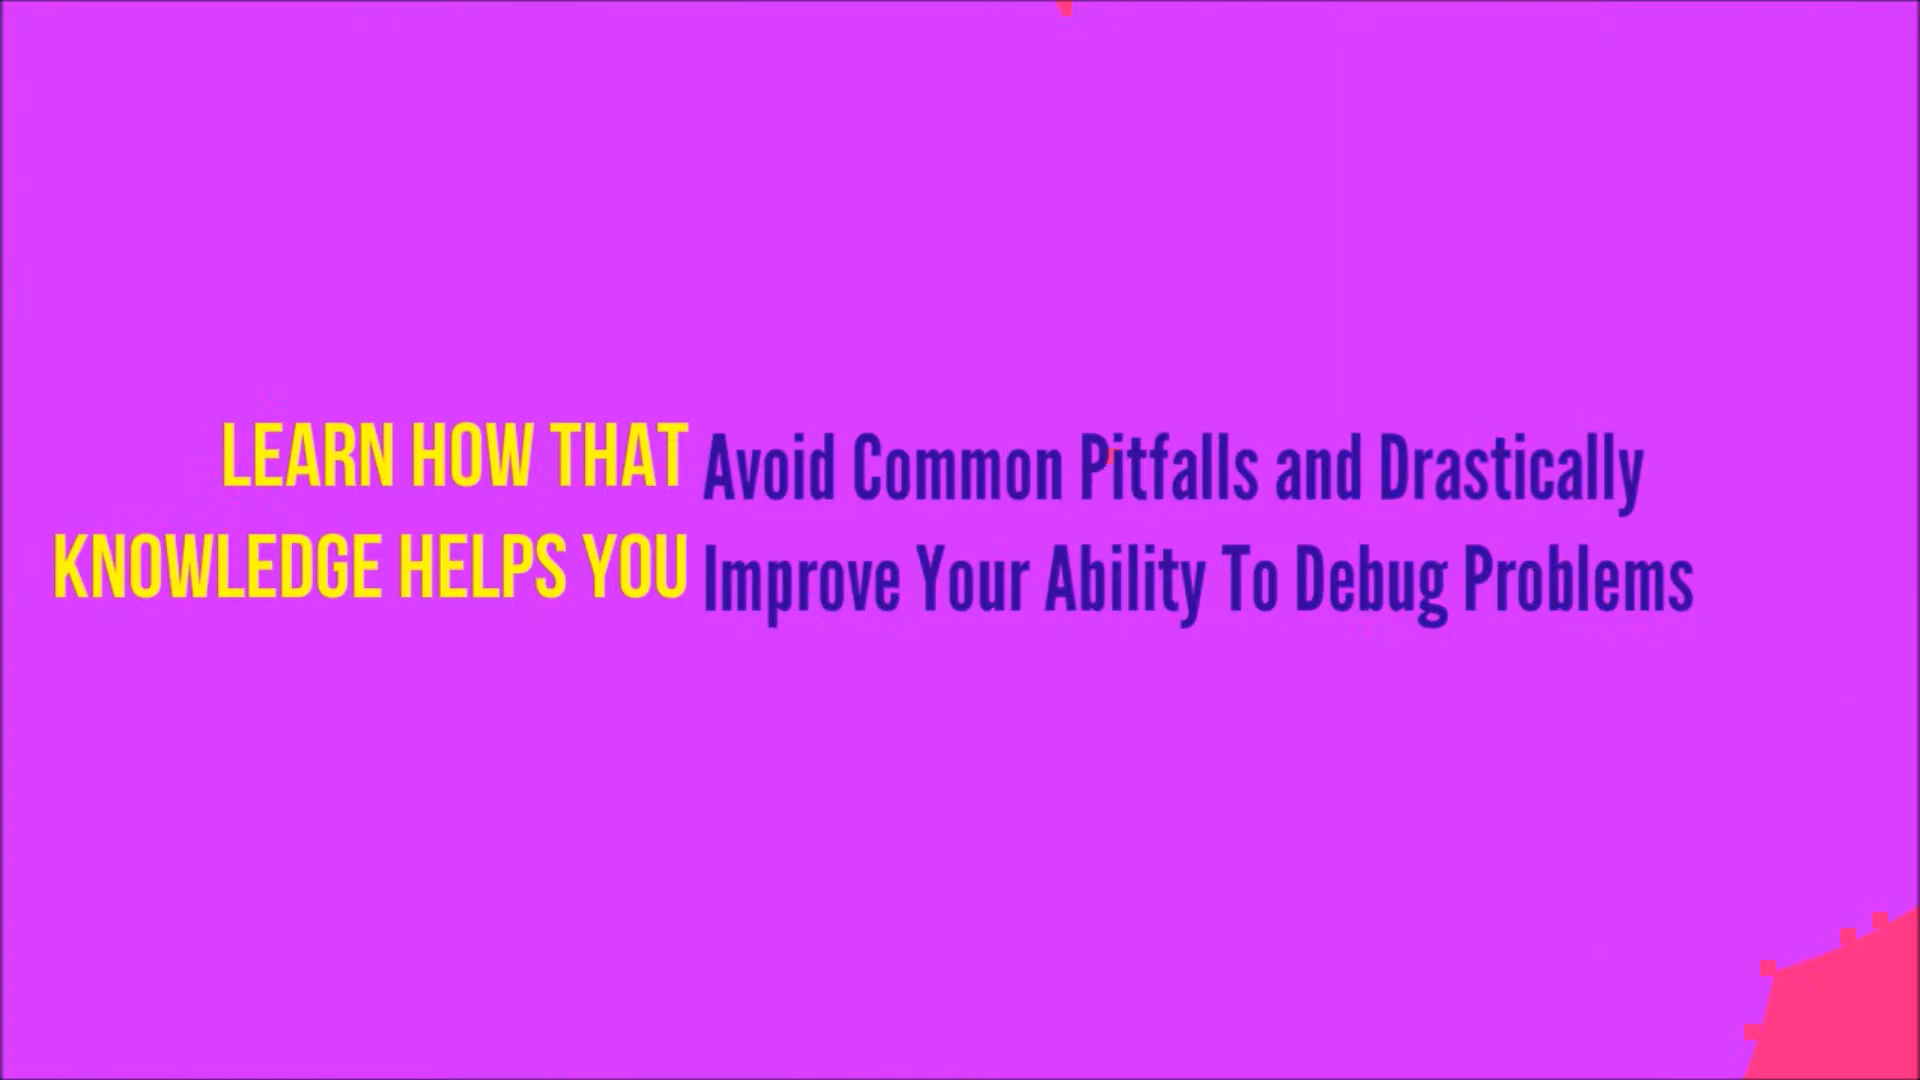 LEARN HOW THAT
KNOWLEDGE HELPS YOU
Avoid Common Pitfalls and Drastically
Improve Your Ability To Debug Problems